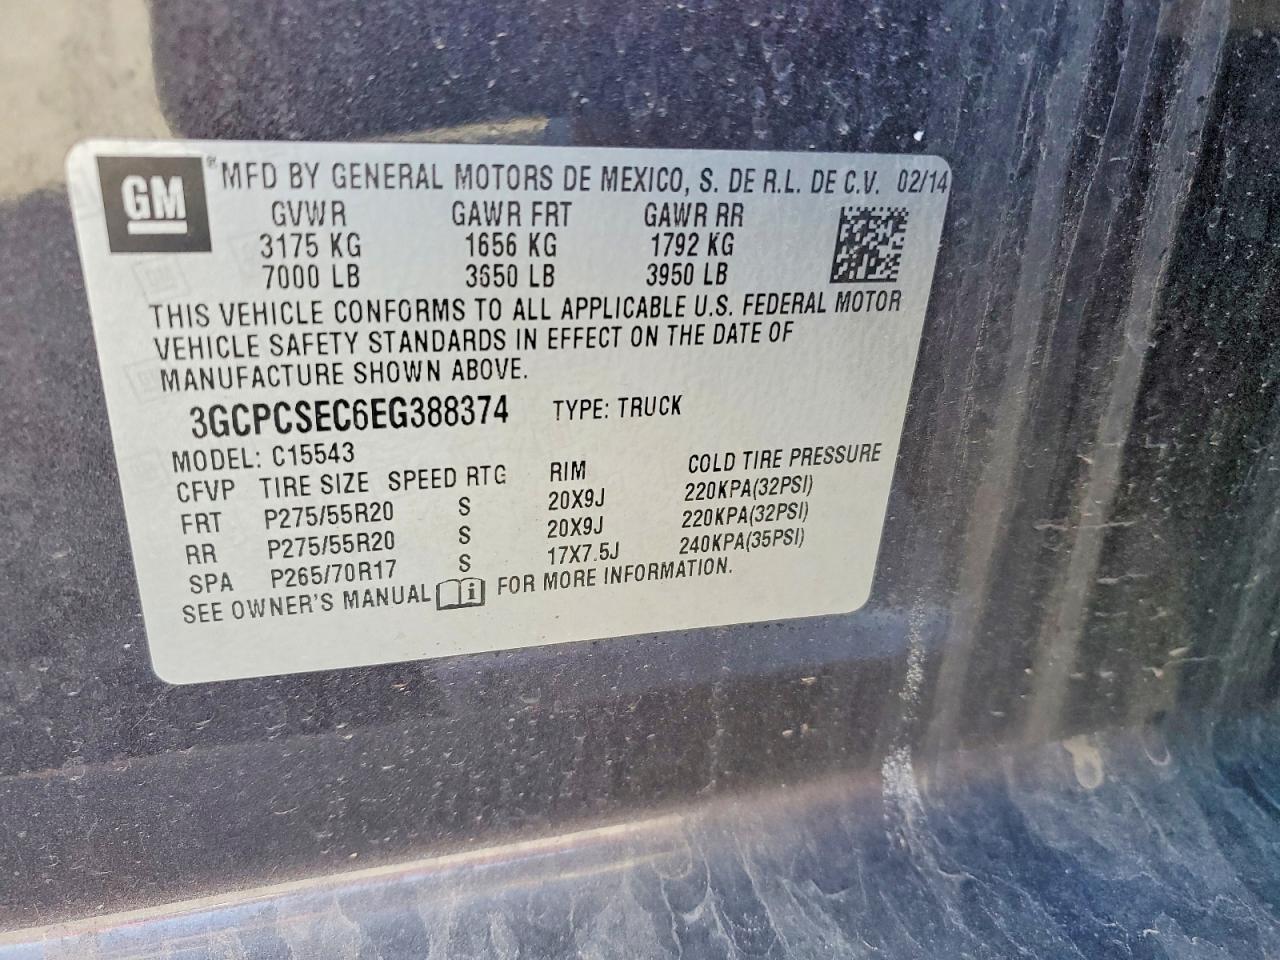 GM ® MFD BY GENERAL MOTORS DE MEXICO, S. DE R.L. DE C.V. 02/14
GVWR GAWR FRT GAWR RR
3175 KG 1656 KG 1792 KG
7000 LB 3650 LB 3950 LB
THIS VEHICLE CONFORMS TO ALL APPLICABLE U.S. FEDERAL MOTOR
VEHICLE SAFETY STANDARDS IN EFFECT ON THE DATE OF
MANUFACTURE SHOWN ABOVE.
3GCPCSEC6EG388374 TYPE: TRUCK
MODEL: C15543
CFVP TIRE SIZE SPEED RTG RIM COLD TIRE PRESSURE
FRT P275/55R20 S 20X9J 220KPA(32PSI)
RR P275/55R20 S 20X9J 220KPA(32PSI)
SPA P265/70R17 S 17X7.5J 240KPA(35PSI)
SEE OWNER'S MANUAL i FOR MORE INFORMATION.